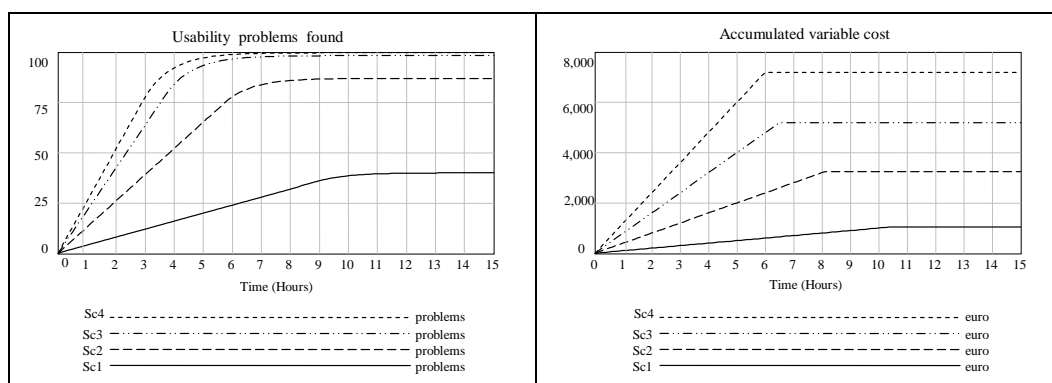 Usability problems found
100
75
50
25
0
0 1 2 3 4 5 6 7 8 9 10 11 12 13 14 15
Time (Hours)
Sc4 problems
Sc3 problems
Sc2 problems
Sc1 problems
Accumulated variable cost
8,000
6,000
4,000
2,000
0
0 1 2 3 4 5 6 7 8 9 10 11 12 13 14 15
Time (Hours)
Sc4 euro
Sc3 euro
Sc2 euro
Sc1 euro